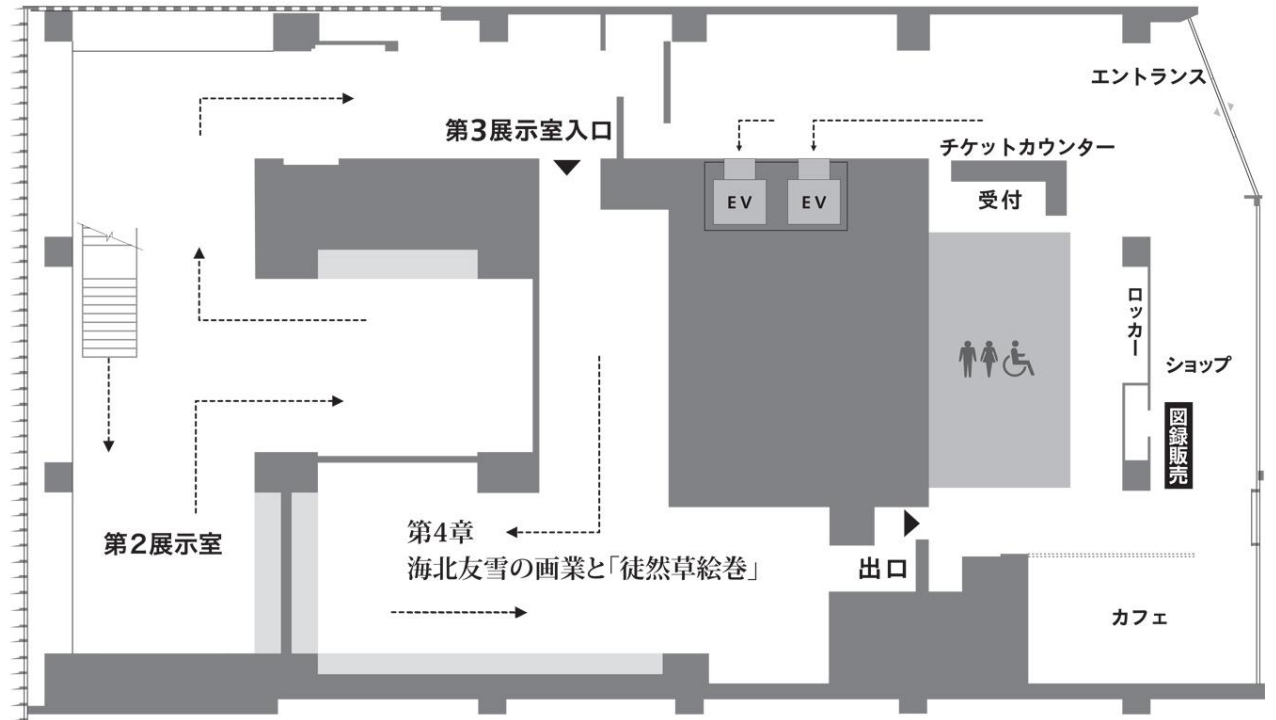 エントランス
第3展示室入口
チケットカウンター
受付
EV
EV
ロッカー
ショップ
図録販売
第2展示室
第4章
海北友雪の画業と「徒然草絵巻」
出口
カフェ